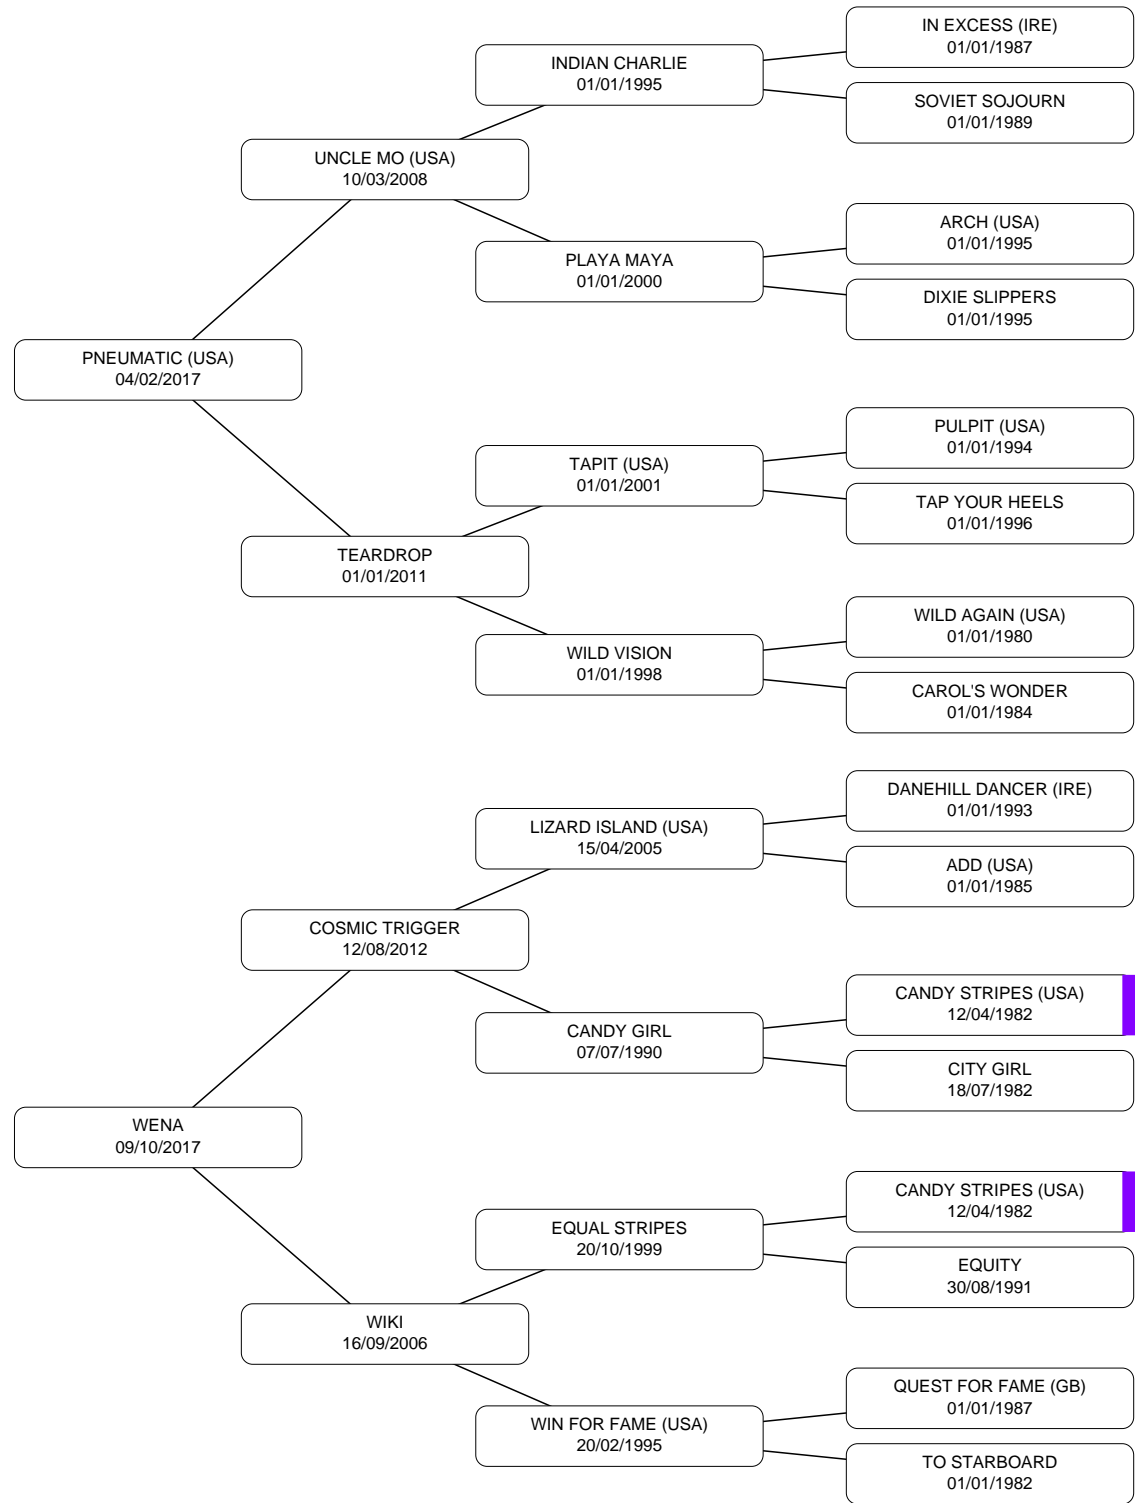 IN EXCESS (IRE)
01/01/1987
INDIAN CHARLIE
01/01/1995
SOVIET SOJOURN
01/01/1989
UNCLE MO (USA)
10/03/2008
ARCH (USA)
01/01/1995
PLAYA MAYA
01/01/2000
DIXIE SLIPPERS
01/01/1995
PNEUMATIC (USA)
04/02/2017
PULPIT (USA)
01/01/1994
TAPIT (USA)
01/01/2001
TAP YOUR HEELS
01/01/1996
TEARDROP
01/01/2011
WILD AGAIN (USA)
01/01/1980
WILD VISION
01/01/1998
CAROL'S WONDER
01/01/1984
DANEHILL DANCER (IRE)
01/01/1993
LIZARD ISLAND (USA)
15/04/2005
ADD (USA)
01/01/1985
COSMIC TRIGGER
12/08/2012
CANDY STRIPES (USA)
12/04/1982
CANDY GIRL
07/07/1990
CITY GIRL
18/07/1982
WENA
09/10/2017
CANDY STRIPES (USA)
12/04/1982
EQUAL STRIPES
20/10/1999
EQUITY
30/08/1991
WIKI
16/09/2006
QUEST FOR FAME (GB)
01/01/1987
WIN FOR FAME (USA)
20/02/1995
TO STARBOARD
01/01/1982